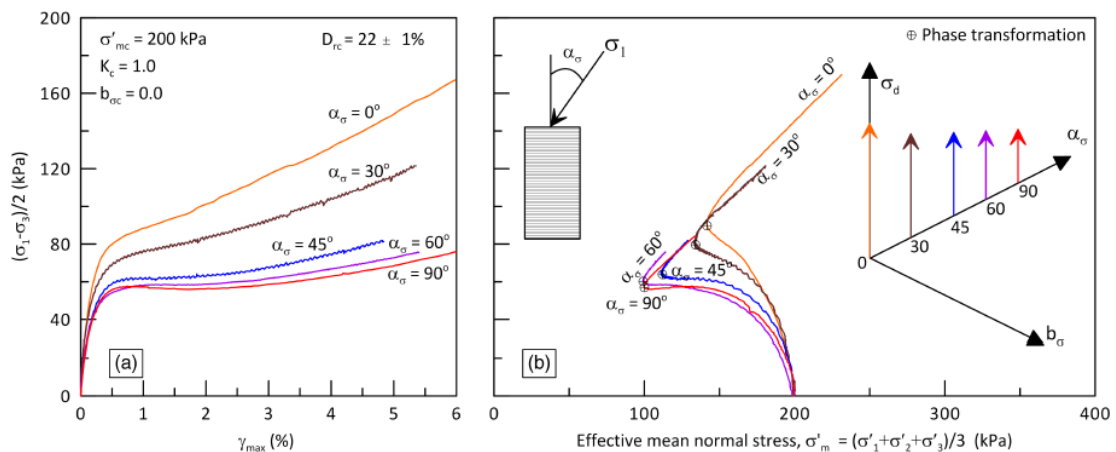 200
160
120
80
40
0
(σ₁-σ₃)/2 (kPa)
σ'mc = 200 kPa
Drc = 22 ± 1%
Kc = 1.0
bσc = 0.0
ασ = 0°
ασ = 30°
ασ = 45°
ασ = 60°
ασ = 90°
(a)
0 1 2 3 4 5 6
γmax (%)
ασ
σ₁
⊕ Phase transformation
ασ = 0°
ασ = 30°
ασ = 60°
ασ = 45°
ασ = 90°
σd
ασ
90
60
45
30
0
bσ
(b)
0 100 200 300 400
Effective mean normal stress, σ'm = (σ'₁+σ'₂+σ'₃)/3 (kPa)